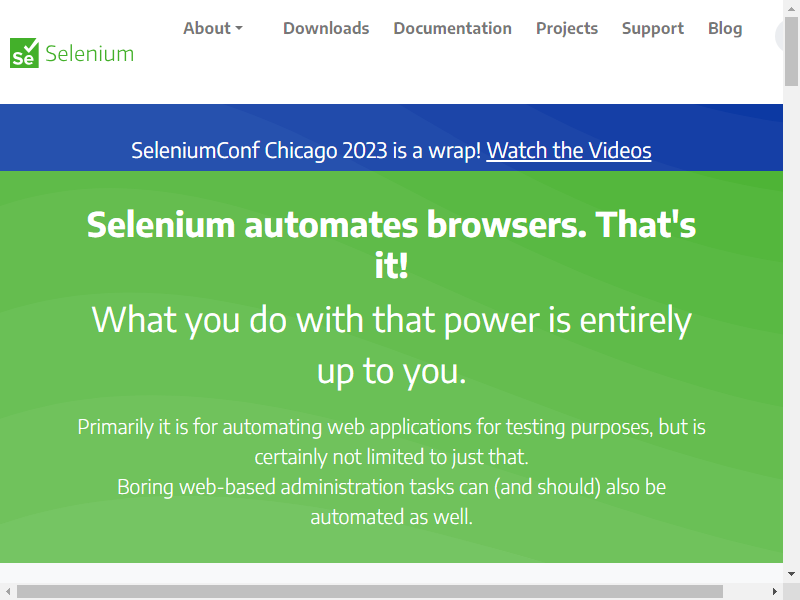 About Downloads Documentation Projects Support Blog
Se Selenium
SeleniumConf Chicago 2023 is a wrap! Watch the Videos
Selenium automates browsers. That's
it!
What you do with that power is entirely
up to you.
Primarily it is for automating web applications for testing purposes, but is
certainly not limited to just that.
Boring web-based administration tasks can (and should) also be
automated as well.